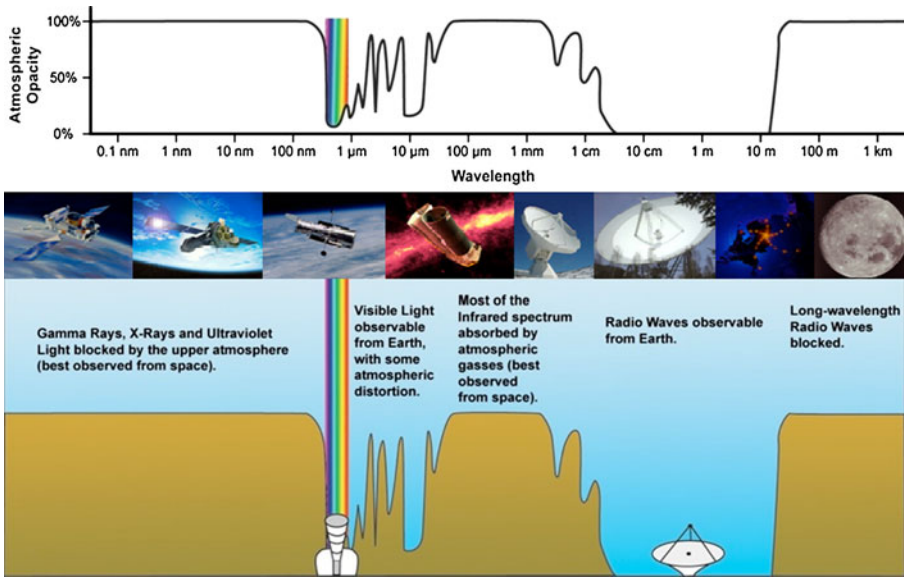 Atmospheric
Opacity
100%
50%
0%
0.1 nm 1 nm 10 nm 100 nm 1 μm 10 μm 100 μm 1 mm 1 cm 10 cm 1 m 10 m 100 m 1 km
Wavelength
Gamma Rays, X-Rays and Ultraviolet
Light blocked by the upper atmosphere
(best observed from space).
Visible Light
observable
from Earth,
with some
atmospheric
distortion.
Most of the
Infrared spectrum
absorbed by
atmospheric
gasses (best
observed
from space).
Radio Waves observable
from Earth.
Long-wavelength
Radio Waves
blocked.